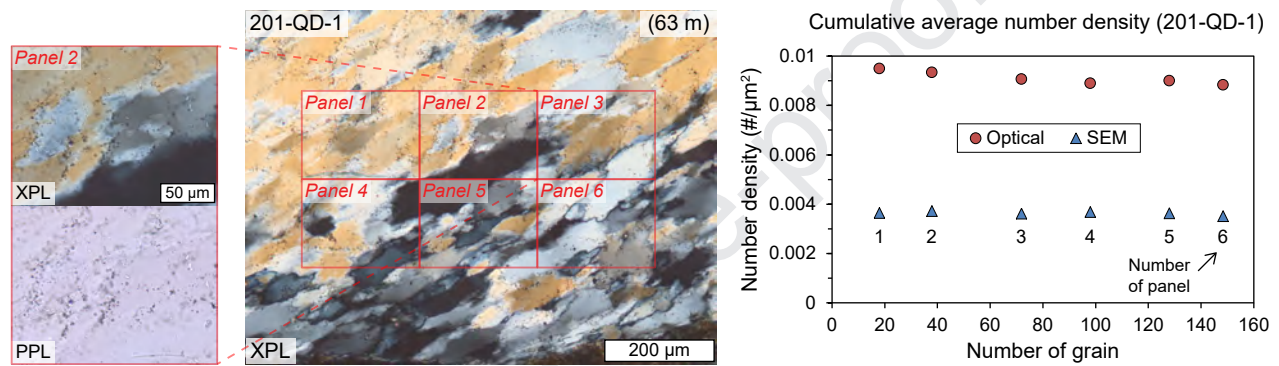 Panel 2
XPL
50 µm
PPL
201-QD-1
(63 m)
Panel 1
Panel 2
Panel 3
Panel 4
Panel 5
Panel 6
XPL
200 µm
Cumulative average number density (201-QD-1)
Number density (#/µm²)
0.01
0.008
0.006
0.004
0.002
0
Optical
SEM
1
2
3
4
5
6
Number
of panel
0
20
40
60
80
100
120
140
160
Number of grain